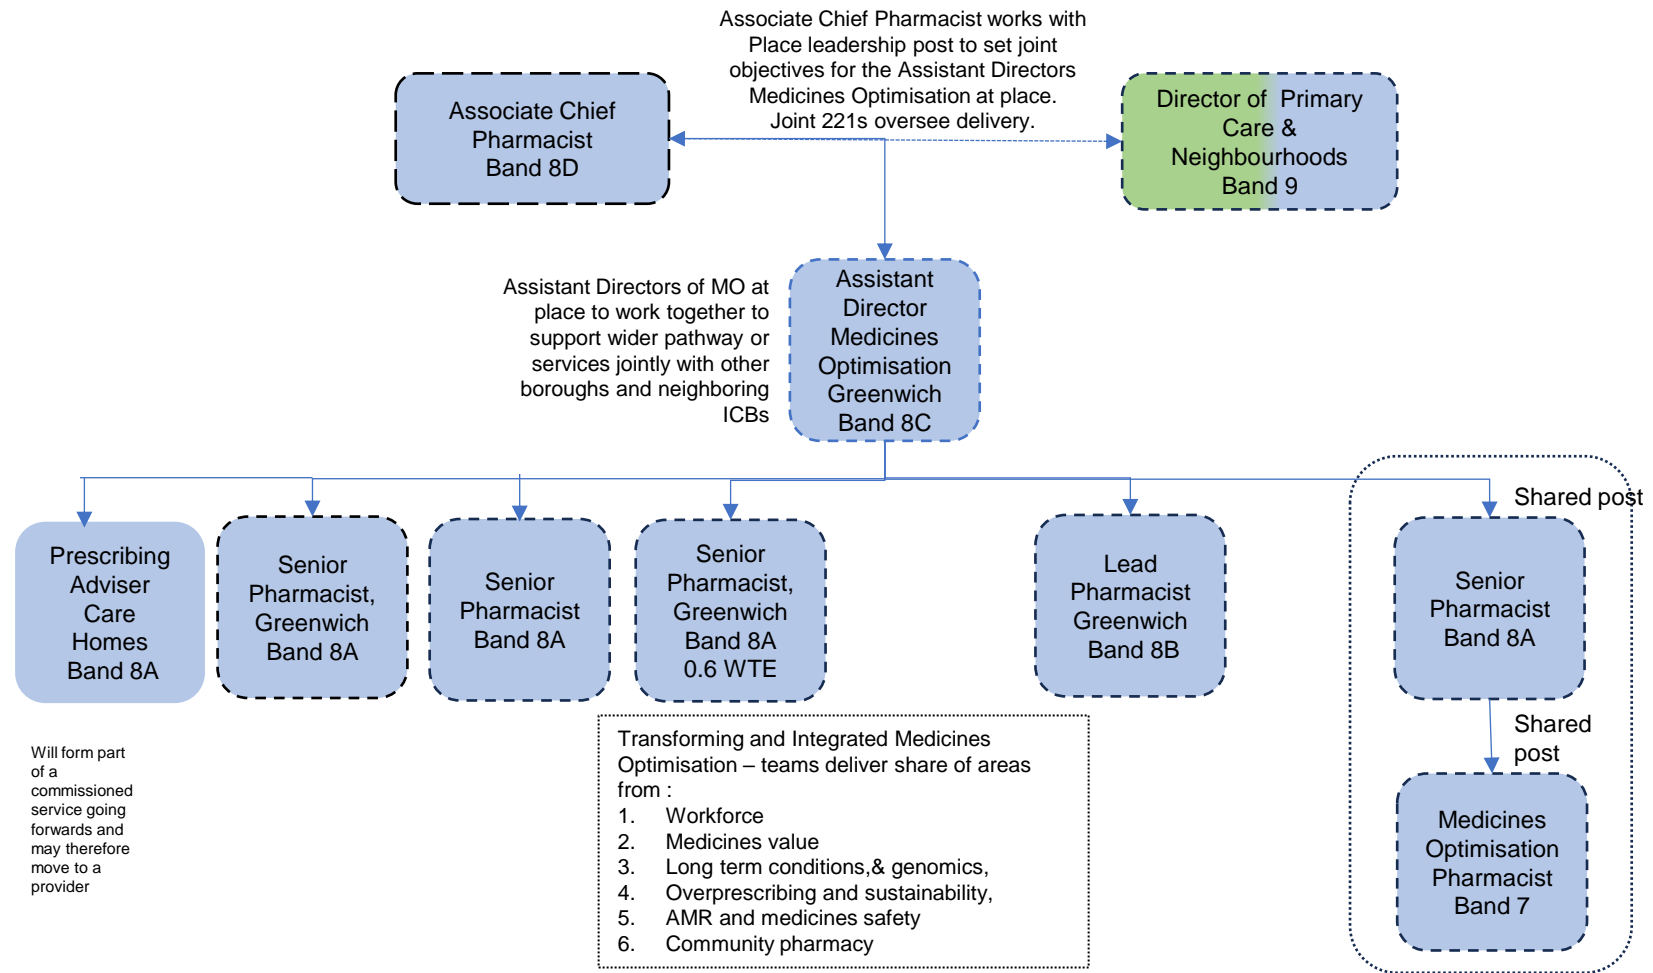 Associate Chief Pharmacist works with
Place leadership post to set joint
objectives for the Assistant Directors
Medicines Optimisation at place.
Joint 221s oversee delivery.
Associate Chief
Pharmacist
Band 8D
Director of Primary
Care &
Neighbourhoods
Band 9
Assistant Directors of MO at
place to work together to
support wider pathway or
services jointly with other
boroughs and neighboring
ICBs
Assistant
Director
Medicines
Optimisation
Greenwich
Band 8C
Prescribing
Adviser
Care
Homes
Band 8A
Senior
Pharmacist,
Greenwich
Band 8A
Senior
Pharmacist
Band 8A
Senior
Pharmacist,
Greenwich
Band 8A
0.6 WTE
Lead
Pharmacist
Greenwich
Band 8B
Shared post
Senior
Pharmacist
Band 8A
Shared
post
Medicines
Optimisation
Pharmacist
Band 7
Will form part
of a
commissioned
service going
forwards and
may therefore
move to a
provider
Transforming and Integrated Medicines
Optimisation – teams deliver share of areas
from :
1. Workforce
2. Medicines value
3. Long term conditions,& genomics,
4. Overprescribing and sustainability,
5. AMR and medicines safety
6. Community pharmacy